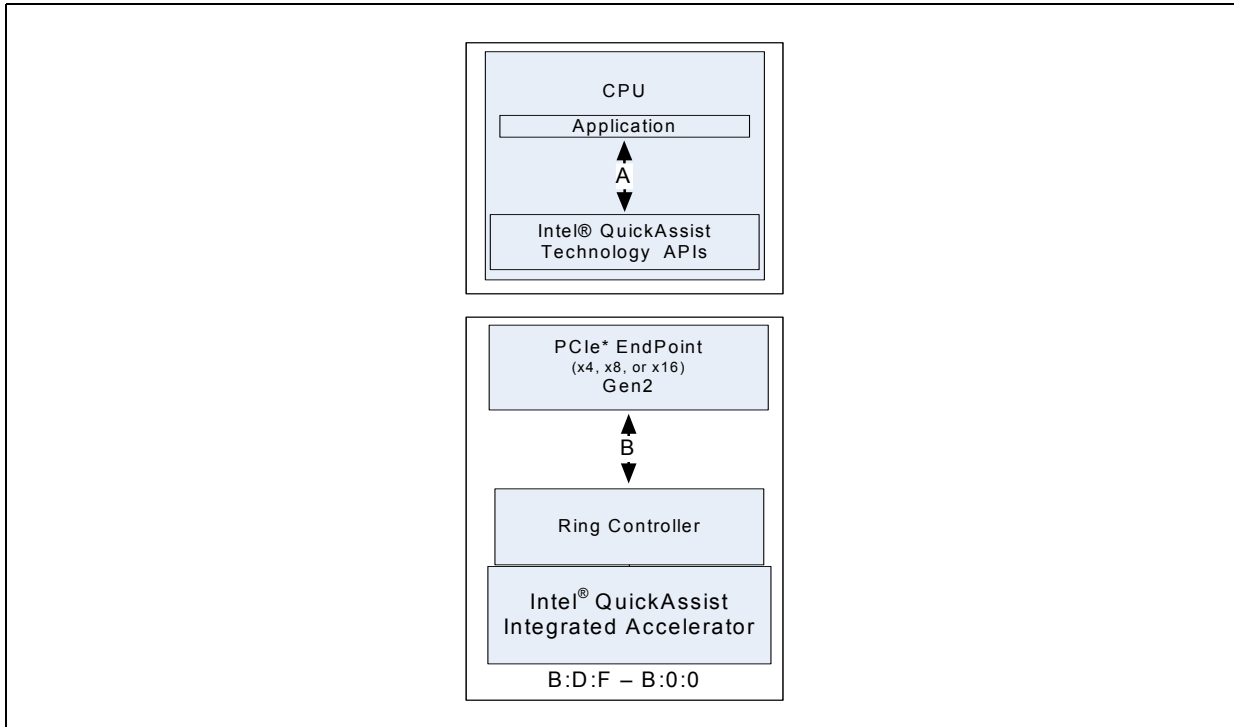 CPU
Application
A
Intel® QuickAssist
Technology APIs
PCIe* EndPoint
(x4, x8, or x16)
Gen2
B
Ring Controller
Intel® QuickAssist
Integrated Accelerator
B:D:F – B:0:0